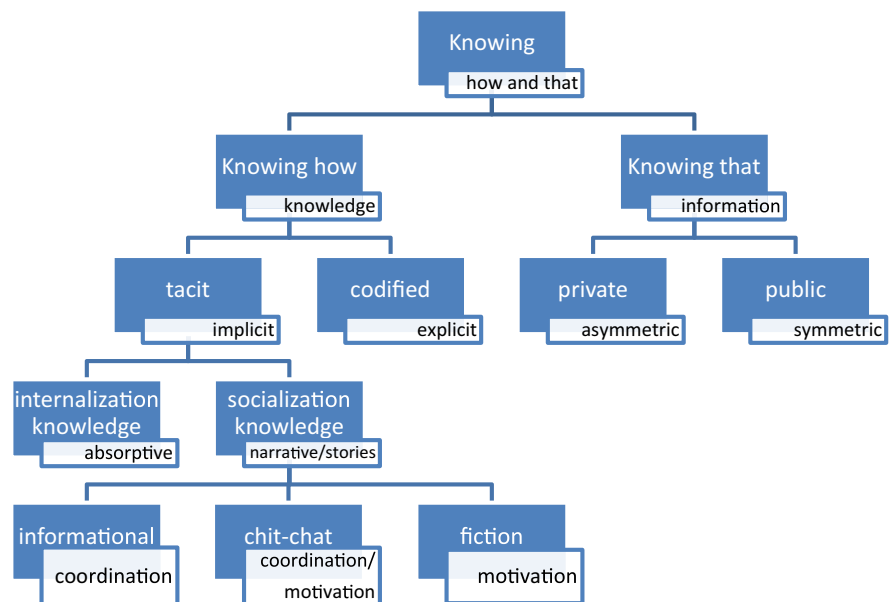 Knowing
how and that
Knowing how
knowledge
Knowing that
information
tacit
implicit
codified
explicit
private
asymmetric
public
symmetric
internalization
knowledge
absorptive
socialization
knowledge
narrative/stories
informational
coordination
chit-chat
coordination/
motivation
fiction
motivation